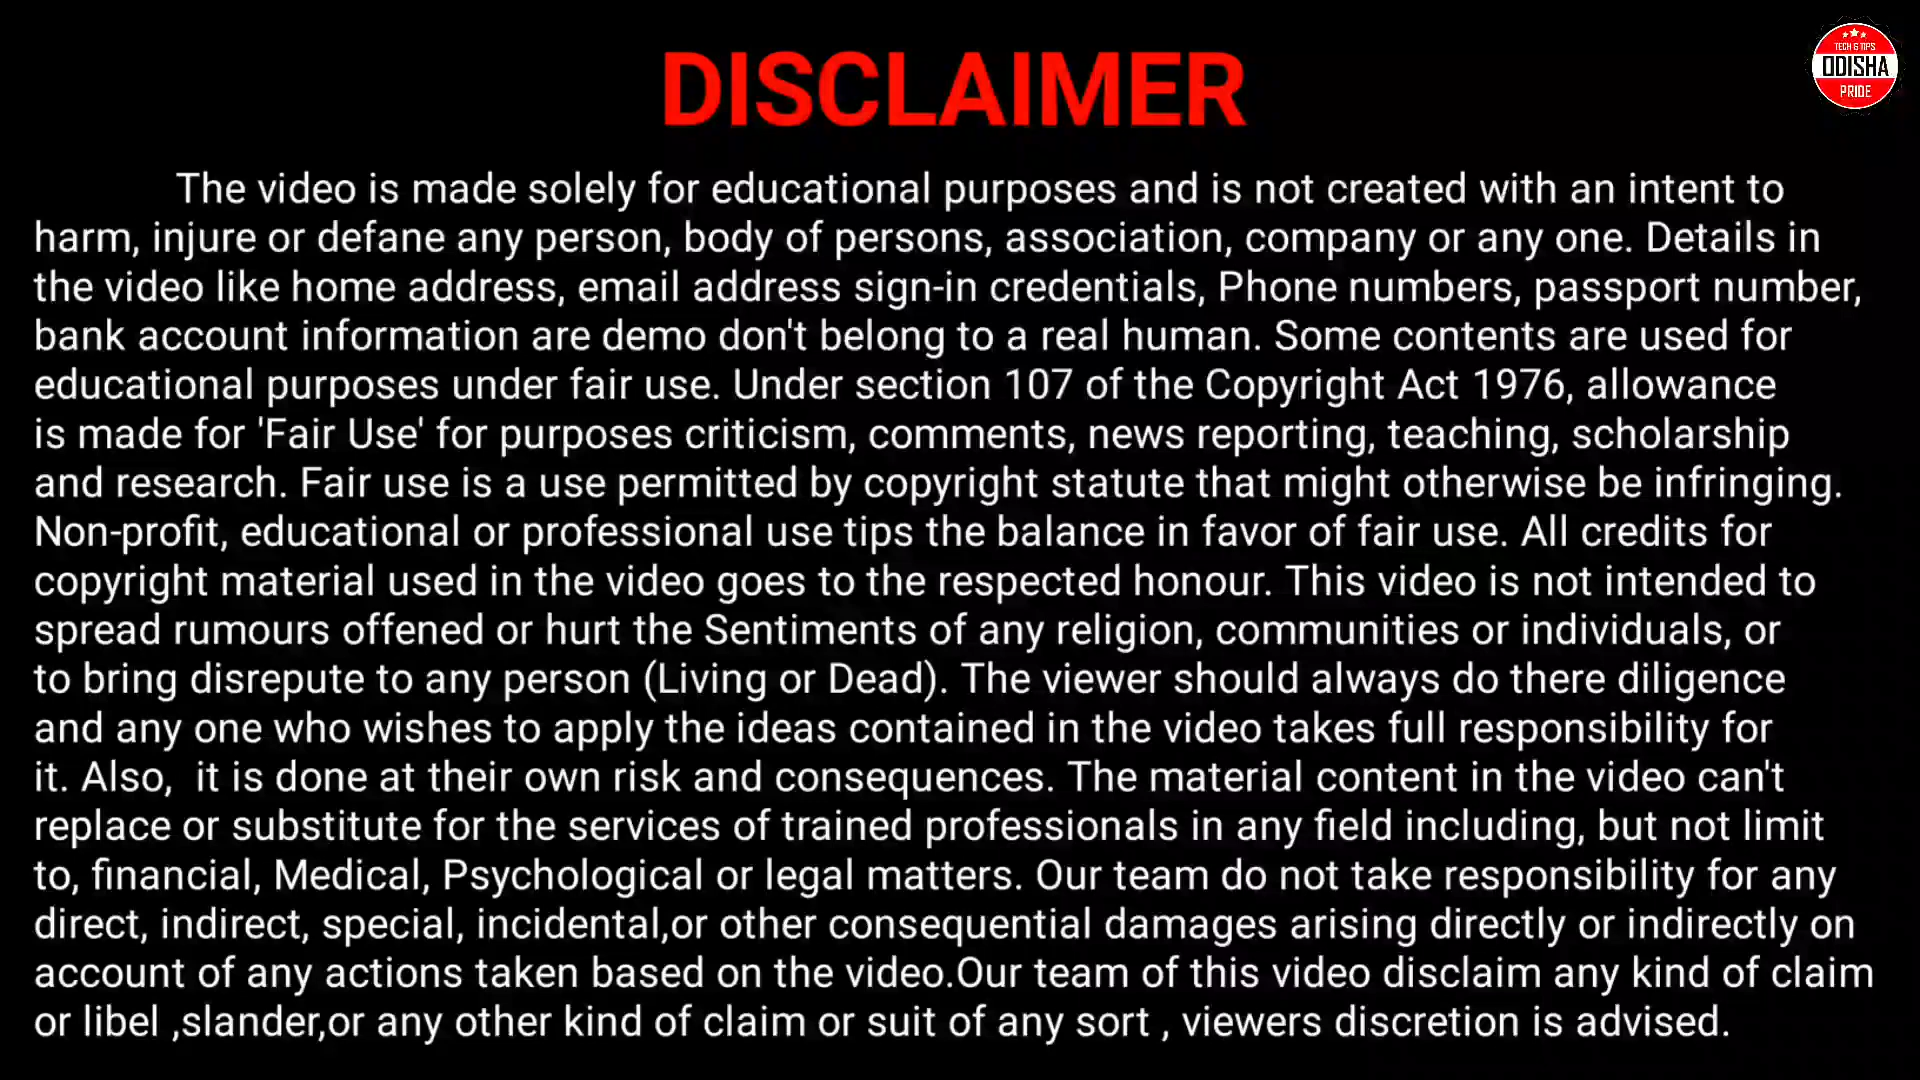 DISCLAIMER
TECH & TIPS
ODISHA
PRIDE
The video is made solely for educational purposes and is not created with an intent to
harm, injure or defane any person, body of persons, association, company or any one. Details in
the video like home address, email address sign-in credentials, Phone numbers, passport number,
bank account information are demo don't belong to a real human. Some contents are used for
educational purposes under fair use. Under section 107 of the Copyright Act 1976, allowance
is made for 'Fair Use' for purposes criticism, comments, news reporting, teaching, scholarship
and research. Fair use is a use permitted by copyright statute that might otherwise be infringing.
Non-profit, educational or professional use tips the balance in favor of fair use. All credits for
copyright material used in the video goes to the respected honour. This video is not intended to
spread rumours offened or hurt the Sentiments of any religion, communities or individuals, or
to bring disrepute to any person (Living or Dead). The viewer should always do there diligence
and any one who wishes to apply the ideas contained in the video takes full responsibility for
it. Also,  it is done at their own risk and consequences. The material content in the video can't
replace or substitute for the services of trained professionals in any field including, but not limit
to, financial, Medical, Psychological or legal matters. Our team do not take responsibility for any
direct, indirect, special, incidental,or other consequential damages arising directly or indirectly on
account of any actions taken based on the video.Our team of this video disclaim any kind of claim
or libel ,slander,or any other kind of claim or suit of any sort , viewers discretion is advised.